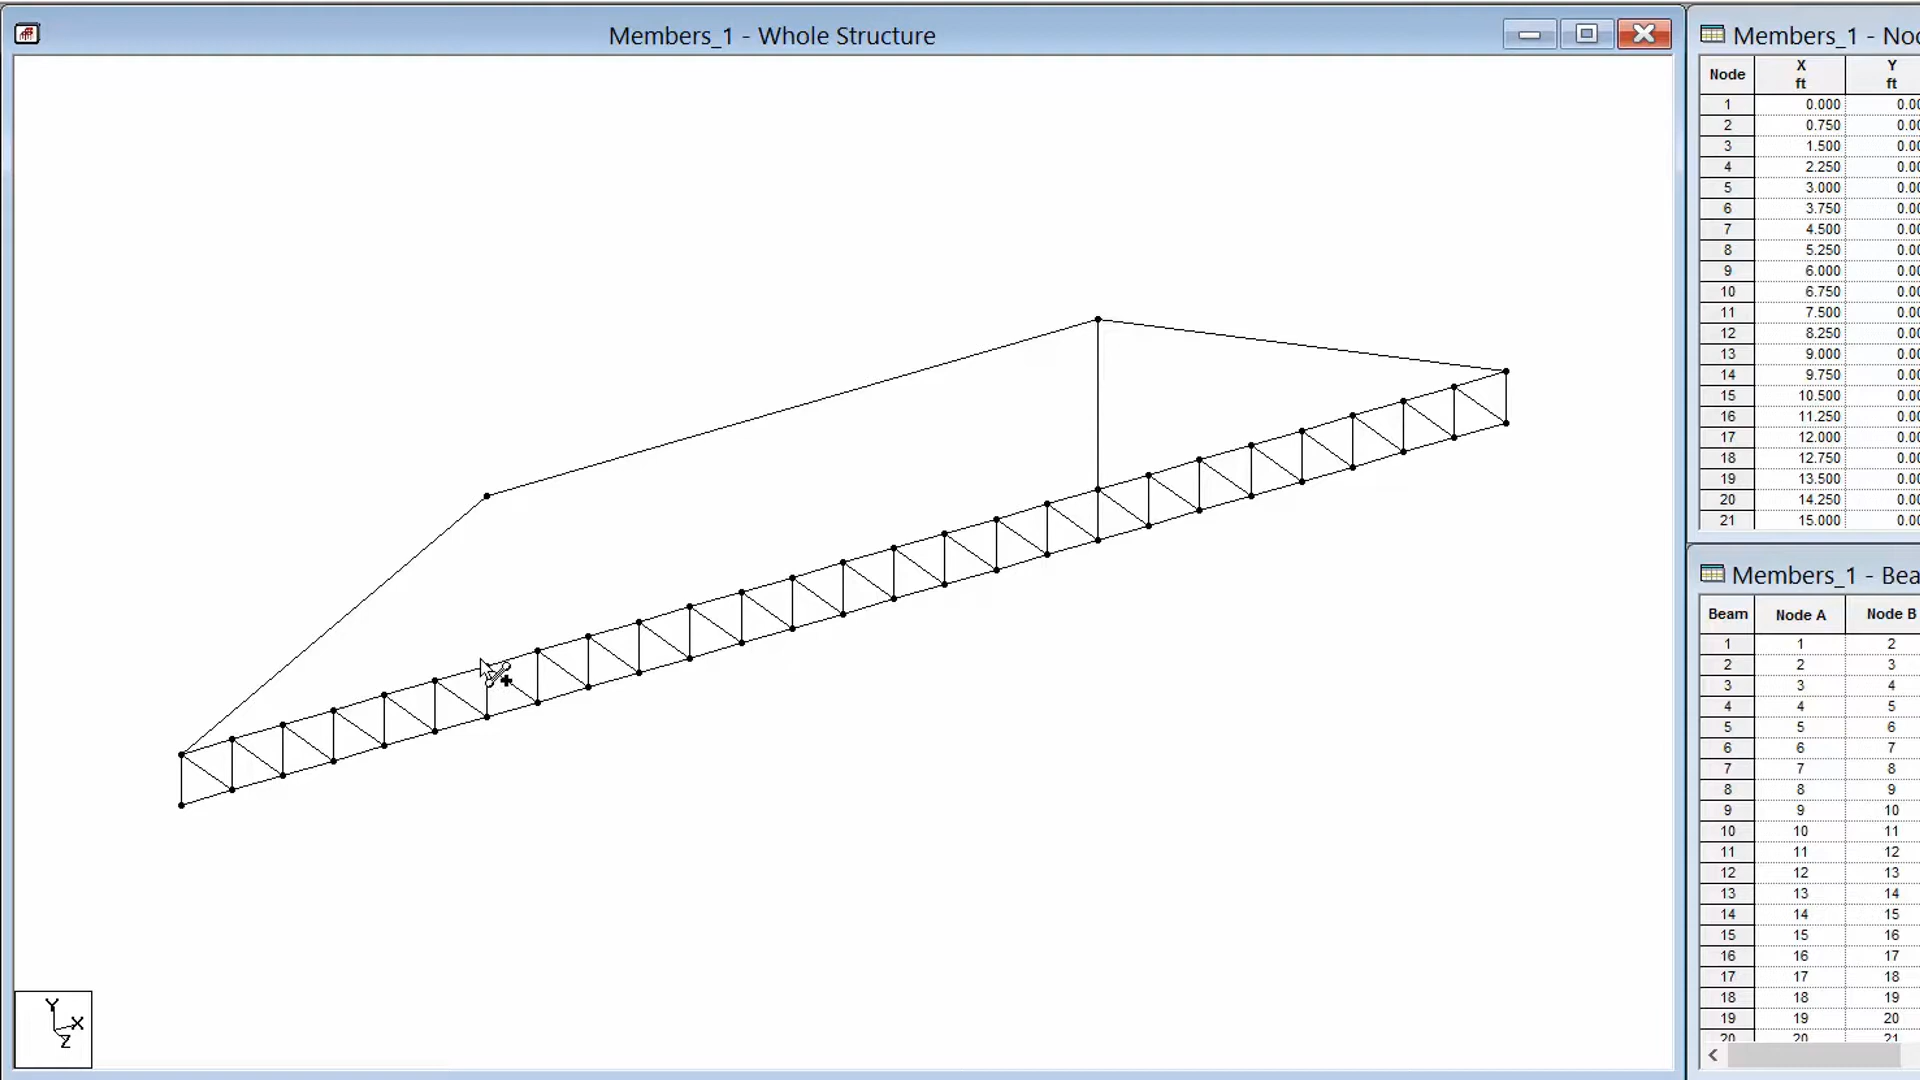 Members_1 - Whole Structure
Y
X
Z
Members_1 - Noc
Node X ft Y ft
1 0.000 0.00
2 0.750 0.00
3 1.500 0.00
4 2.250 0.00
5 3.000 0.00
6 3.750 0.00
7 4.500 0.00
8 5.250 0.00
9 6.000 0.00
10 6.750 0.00
11 7.500 0.00
12 8.250 0.00
13 9.000 0.00
14 9.750 0.00
15 10.500 0.00
16 11.250 0.00
17 12.000 0.00
18 12.750 0.00
19 13.500 0.00
20 14.250 0.00
21 15.000 0.00
Members_1 - Bea
Beam Node A Node B
1 1 2
2 2 3
3 3 4
4 4 5
5 5 6
6 6 7
7 7 8
8 8 9
9 9 10
10 10 11
11 11 12
12 12 13
13 13 14
14 14 15
15 15 16
16 16 17
17 17 18
18 18 19
19 19 20
20 20 21